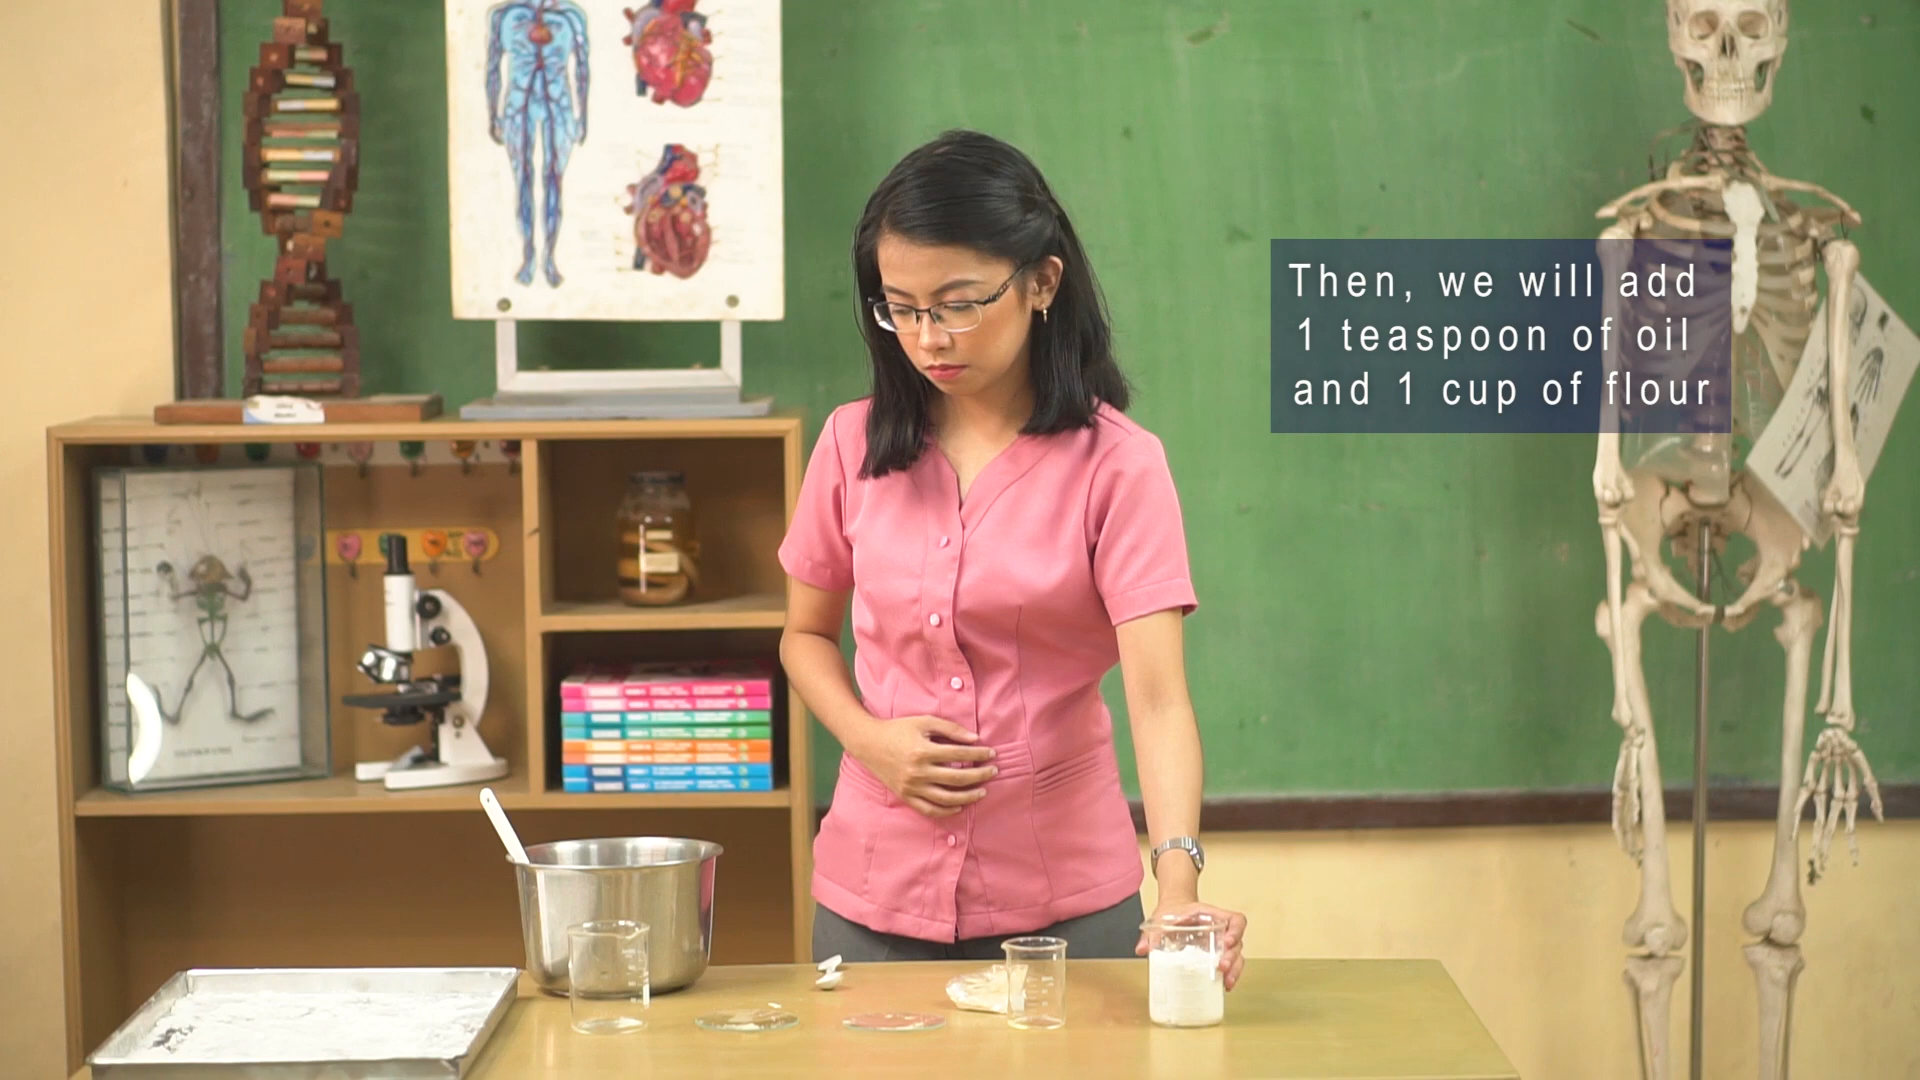 Then, we will add
1 teaspoon of oil
and 1 cup of flour